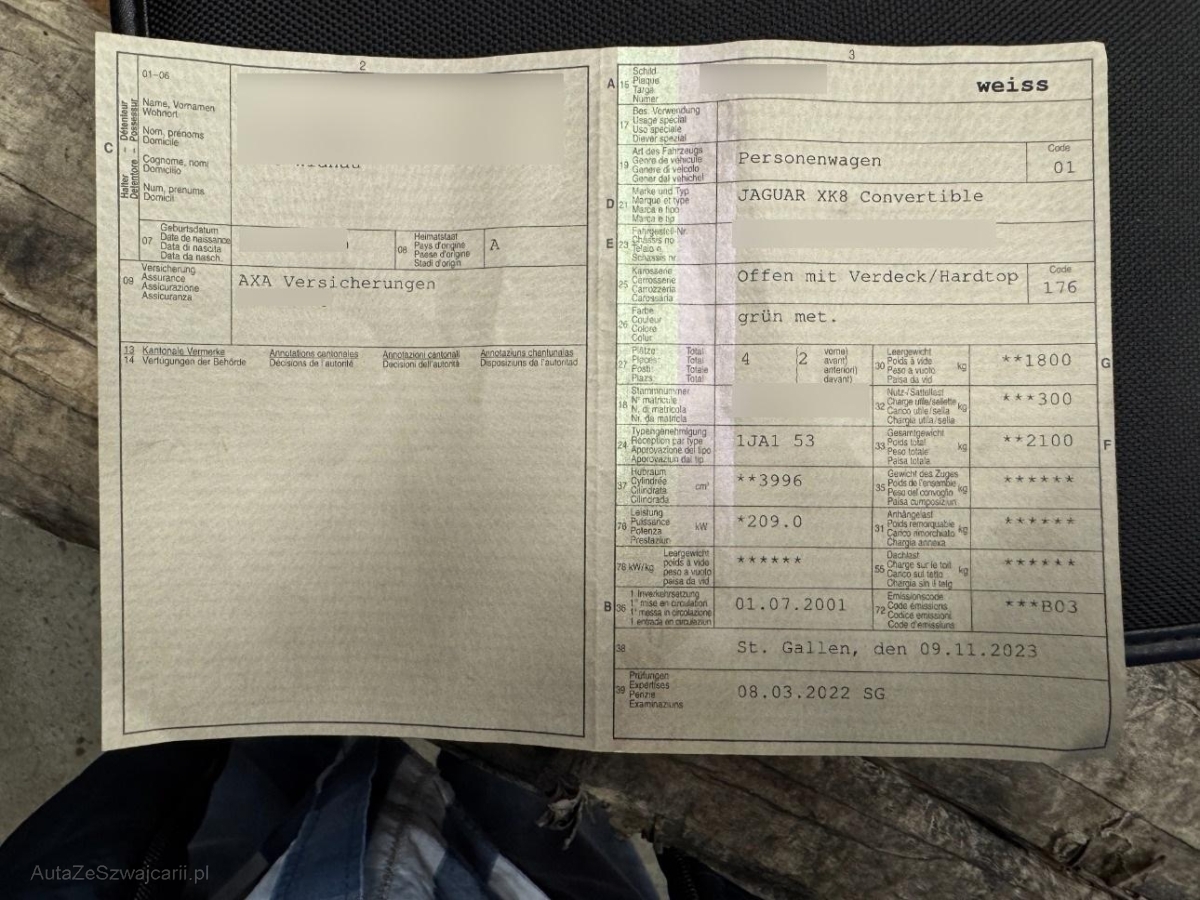 2
C
Halter - Détenteur
Detentore - Possessur
01-06
Name, Vornamen
Wohnort
Nom, prénoms
Domicile
Cognome, nomi
Domicilio
Num, prenums
Domicil
07
Geburtsdatum
Date de naissance
Data di nascita
Data da nasch.
08
Heimatstaat
Pays d'origine
Paese d'origine
Stadi d'origin
A
09
Versicherung
Assurance
Assicurazione
Assicuranza
AXA Versicherungen
13
14
Kantonale Vermerke
Verfügungen der Behörde
Annotations cantonales
Décisions de l'autorité
Annotazioni cantonali
Decisioni dell'autorità
Annotaziuns chantunalas
Disposiziuns da l'autoritad
3
A 15
Schild
Plaque
Targa
Numer
weiss
17
Bes. Verwendung
Usage spécial
Uso speciale
Diever spezial
19
Art des Fahrzeugs
Genre de véhicule
Genere di veicolo
Gener dal vehichel
Personenwagen
Code
01
D 21
Marke und Typ
Marque et type
Marca e tipo
Marca e tip
JAGUAR XK8 Convertible
E 23
Fahrgestell-Nr.
Châssis no
Telaio n.
Schassis nr.
25
Karosserie
Carrosserie
Carrozzeria
Carossaria
Offen mit Verdeck/Hardtop
Code
176
26
Farbe
Couleur
Colore
Colur
grün met.
27
Plätze: Total
Places: Total
Posti: Totale
Plazs: Total
4
(2
vorne)
avant)
anteriori)
davant)
30
Leergewicht
Poids à vide
Peso a vuoto
Paisa da vid
kg
**1800
G
18
Stammnummer
N° matricule
N. di matricola
Nr. da matricla
32
Nutz-/Sattellast
Charge utile/sellette
Carico utile/sella
Chargia utila/sella
kg
***300
24
Typengenehmigung
Réception par type
Approvazione del tipo
Approvaziun dal tip
1JA1 53
33
Gesamtgewicht
Poids total
Peso totale
Paisa totala
kg
**2100
F
37
Hubraum
Cylindrée
Cilindrata
Cilindrada
cm³
**3996
35
Gewicht des Zuges
Poids de l'ensemble
Peso del convoglio
Paisa cumposiziun
kg
******
76
Leistung
Puissance
Potenza
Prestaziun
kW
*209.0
31
Anhängelast
Poids remorquable
Carico rimorchiato
Chargia annexa
kg
******
78 kW/kg
Leergewicht
poids à vide
peso a vuoto
paisa da vid
******
55
Dachlast
Charge sur le toit
Carico sul tetto
Chargia sin il tetg
kg
******
B 36
1. Inverkehrsetzung
1re mise en circulation
1a messa in circolazione
1. entrada en circulaziun
01.07.2001
72
Emissionscode
Code émissions
Codice emissioni
Code d'emissiuns
***B03
38
St. Gallen, den 09.11.2023
39
Prüfungen
Expertises
Perizie
Examinaziuns
08.03.2022 SG
AutaZeSzwajcarii.pl